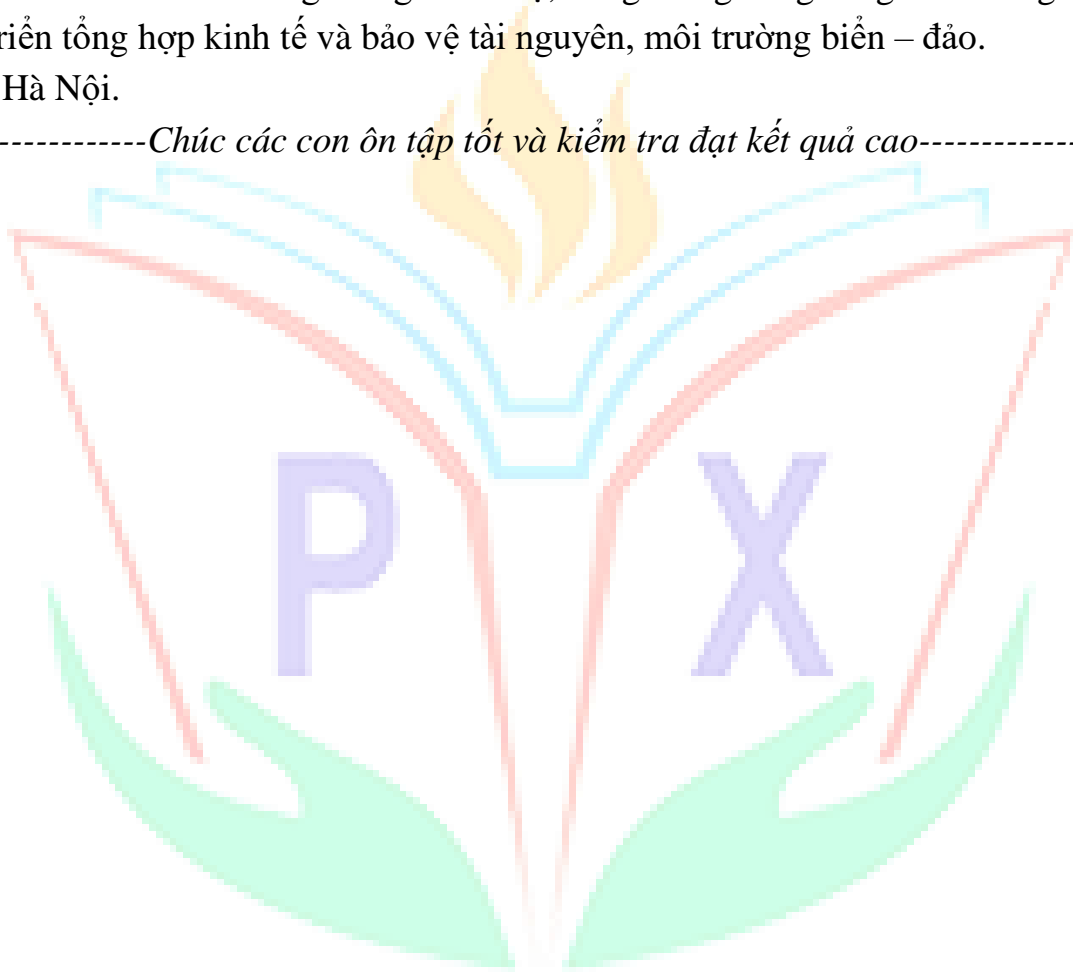 riển tổng hợp kinh tế và bảo vệ tài nguyên, môi trường biển – đảo.
Hà Nội.
------------Chúc các con ôn tập tốt và kiểm tra đạt kết quả cao-------------
P X